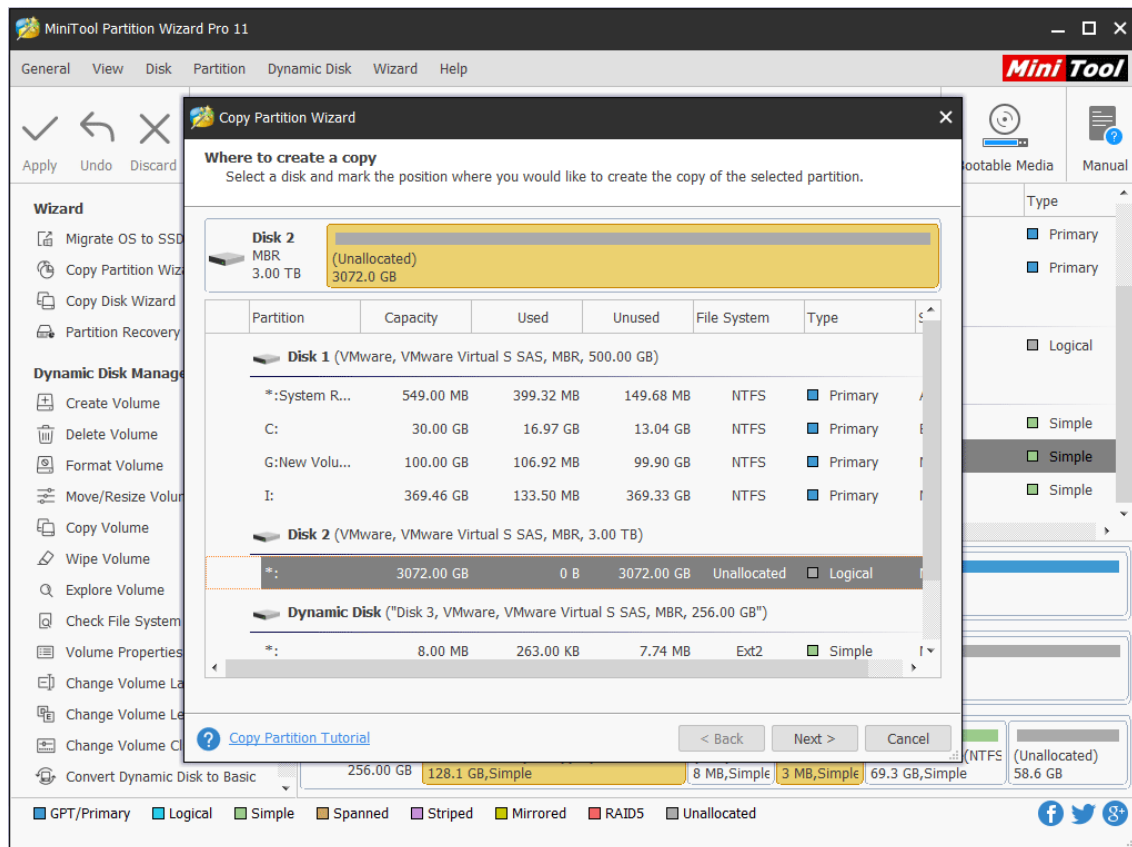 MiniTool Partition Wizard Pro 11
General View Disk Partition Dynamic Disk Wizard Help
Mini Tool
Apply Undo Discard
Bootable Media Manual
Copy Partition Wizard
Where to create a copy
Select a disk and mark the position where you would like to create the copy of the selected partition.
Disk 2
MBR
3.00 TB
(Unallocated)
3072.0 GB
Partition Capacity Used Unused File System Type
Disk 1 (VMware, VMware Virtual S SAS, MBR, 500.00 GB)
*:System R... 549.00 MB 399.32 MB 149.68 MB NTFS Primary
C: 30.00 GB 16.97 GB 13.04 GB NTFS Primary
G:New Volu... 100.00 GB 106.92 MB 99.90 GB NTFS Primary
I: 369.46 GB 133.50 MB 369.33 GB NTFS Primary
Disk 2 (VMware, VMware Virtual S SAS, MBR, 3.00 TB)
*: 3072.00 GB 0 B 3072.00 GB Unallocated Logical
Dynamic Disk ("Disk 3, VMware, VMware Virtual S SAS, MBR, 256.00 GB")
*: 8.00 MB 263.00 KB 7.74 MB Ext2 Simple
Copy Partition Tutorial
< Back Next > Cancel
Wizard
Migrate OS to SSD
Copy Partition Wiz
Copy Disk Wizard
Partition Recovery
Dynamic Disk Manage
Create Volume
Delete Volume
Format Volume
Move/Resize Volum
Copy Volume
Wipe Volume
Explore Volume
Check File System
Volume Properties
Change Volume La
Change Volume Le
Change Volume Cl
Convert Dynamic Disk to Basic
Type
Primary
Primary
Logical
Simple
Simple
Simple
256.00 GB
128.1 GB,Simple
8 MB,Simple
3 MB,Simple
(NTFS
69.3 GB,Simple
(Unallocated)
58.6 GB
GPT/Primary Logical Simple Spanned Striped Mirrored RAID5 Unallocated